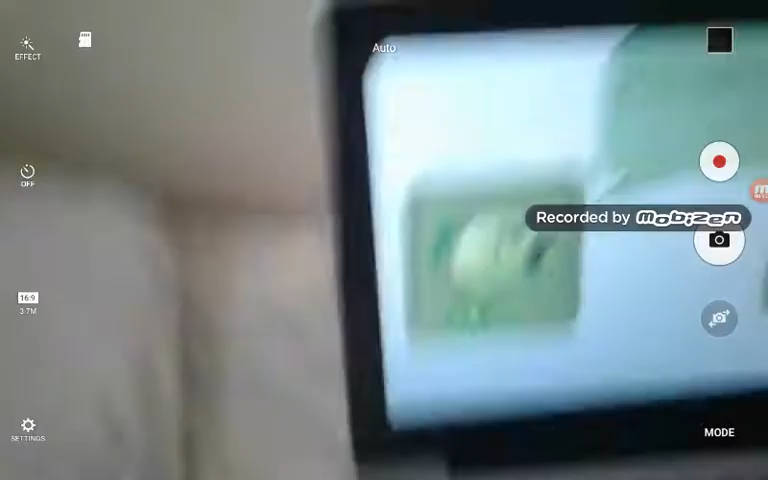 Auto
EFFECT
OFF
Recorded by mobizen
16:9
3.7M
SETTINGS
MODE